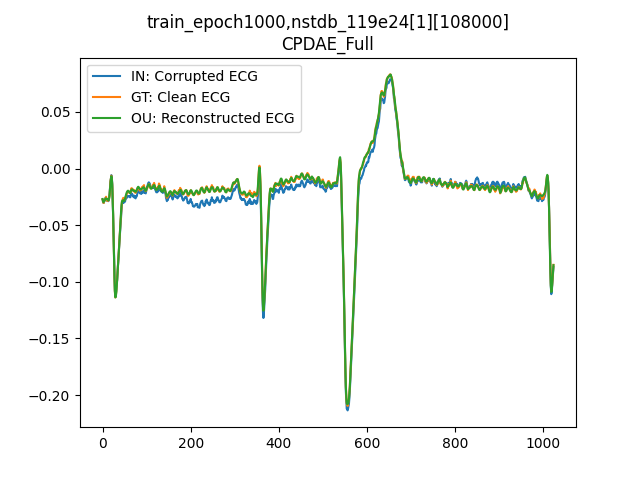 train_epoch1000,nstdb_119e24[1][108000]
CPDAE_Full
IN: Corrupted ECG
GT: Clean ECG
OU: Reconstructed ECG
0.05
0.00
−0.05
−0.10
−0.15
−0.20
0 200 400 600 800 1000